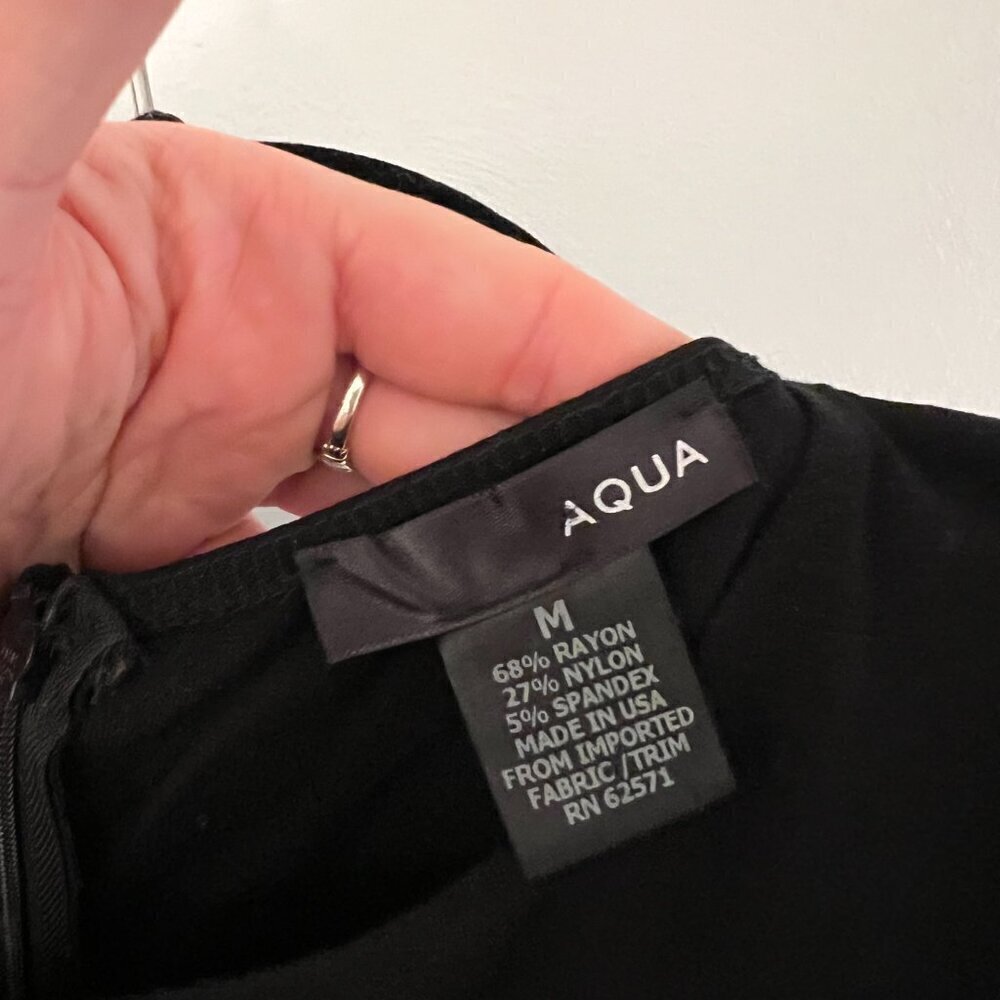 AQUA
M
68% RAYON
27% NYLON
5% SPANDEX
MADE IN USA
FROM IMPORTED
FABRIC /TRIM
RN 62571